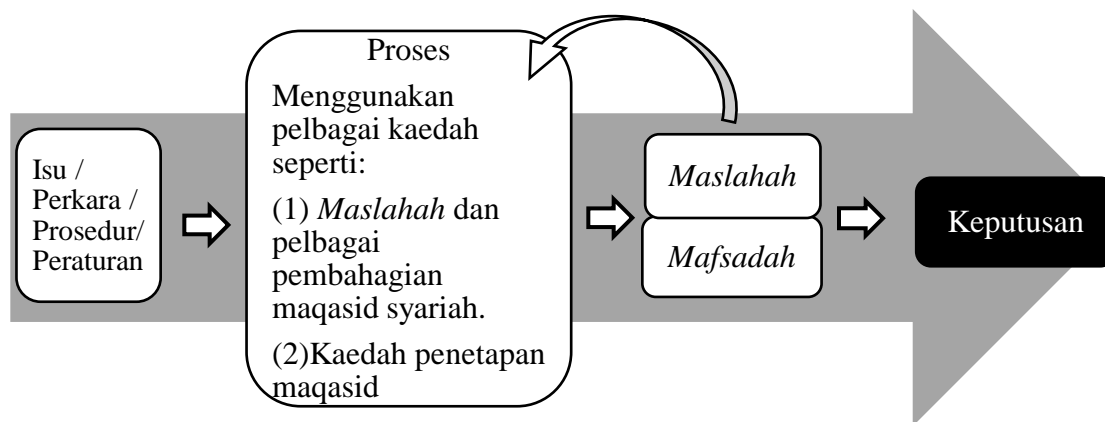 Isu /
Perkara /
Prosedur/
Peraturan
Proses
Menggunakan
pelbagai kaedah
seperti:
(1) Maslahah dan
pelbagai
pembahagian
maqasid syariah.
(2)Kaedah penetapan
maqasid
Maslahah
Mafsadah
Keputusan